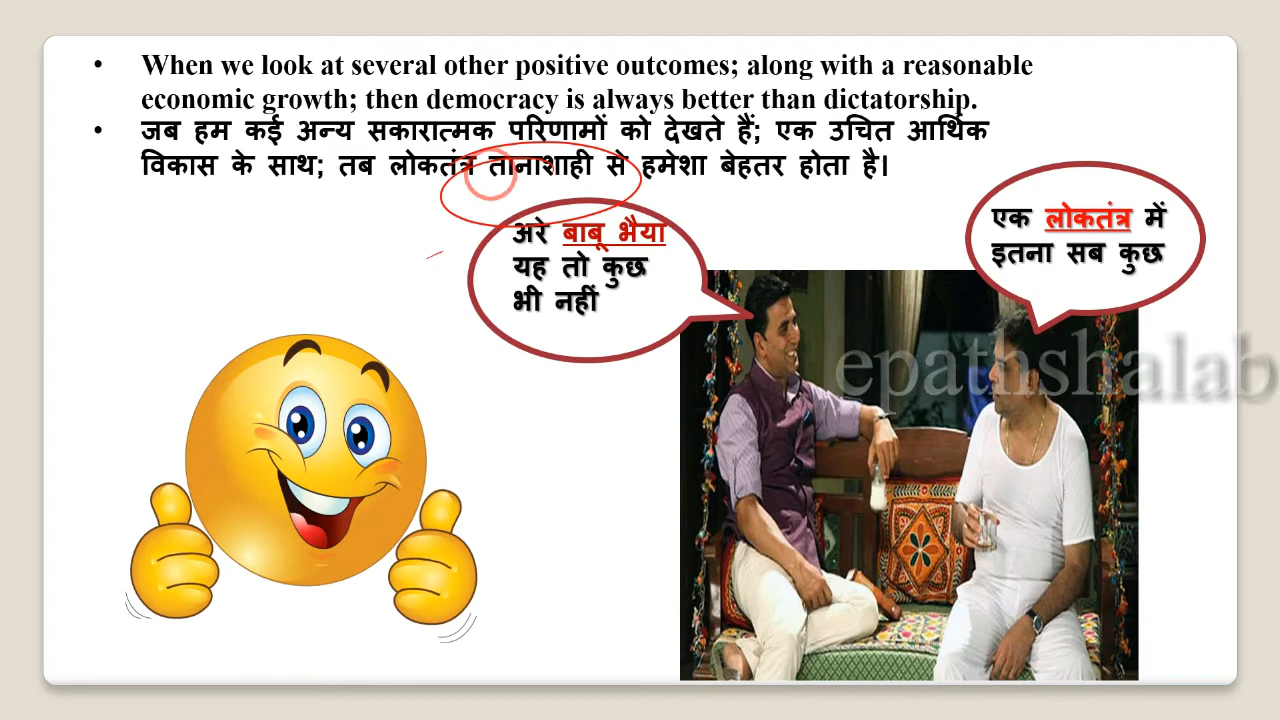 • When we look at several other positive outcomes; along with a reasonable
economic growth; then democracy is always better than dictatorship.
• जब हम कई अन्य सकारात्मक परिणामों को देखते हैं; एक उचित आर्थिक
विकास के साथ; तब लोकतंत्र तानाशाही से हमेशा बेहतर होता है।
अरे बाबू भैया
यह तो कुछ
भी नहीं
एक लोकतंत्र में
इतना सब कुछ
epathshalab